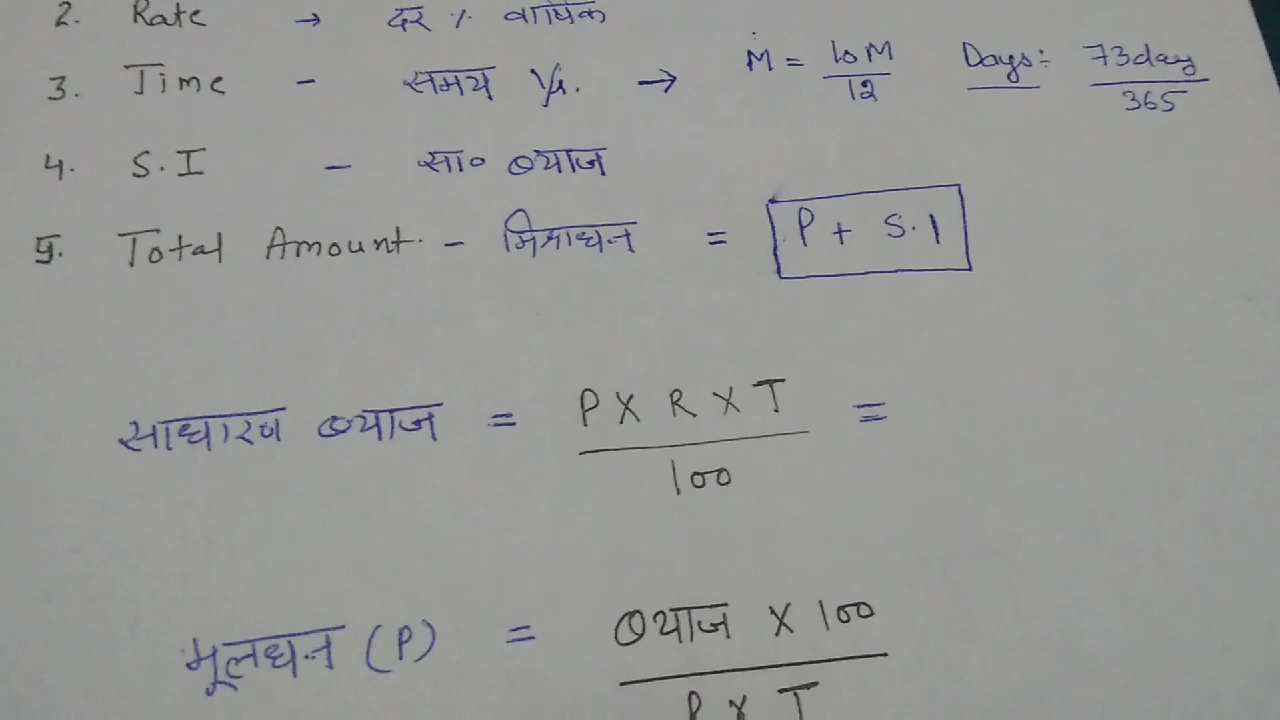 2. Rate → दर % वार्षिक
3. Time - समय Yr. → M = 10M/12 Days:- 73day/365
4. S.I - सा० ब्याज
5. Total Amount - मिश्रधन = P + S.I
साधारण ब्याज = P X R X T / 100 =
मूलधन (P) = ब्याज X 100 / R X T